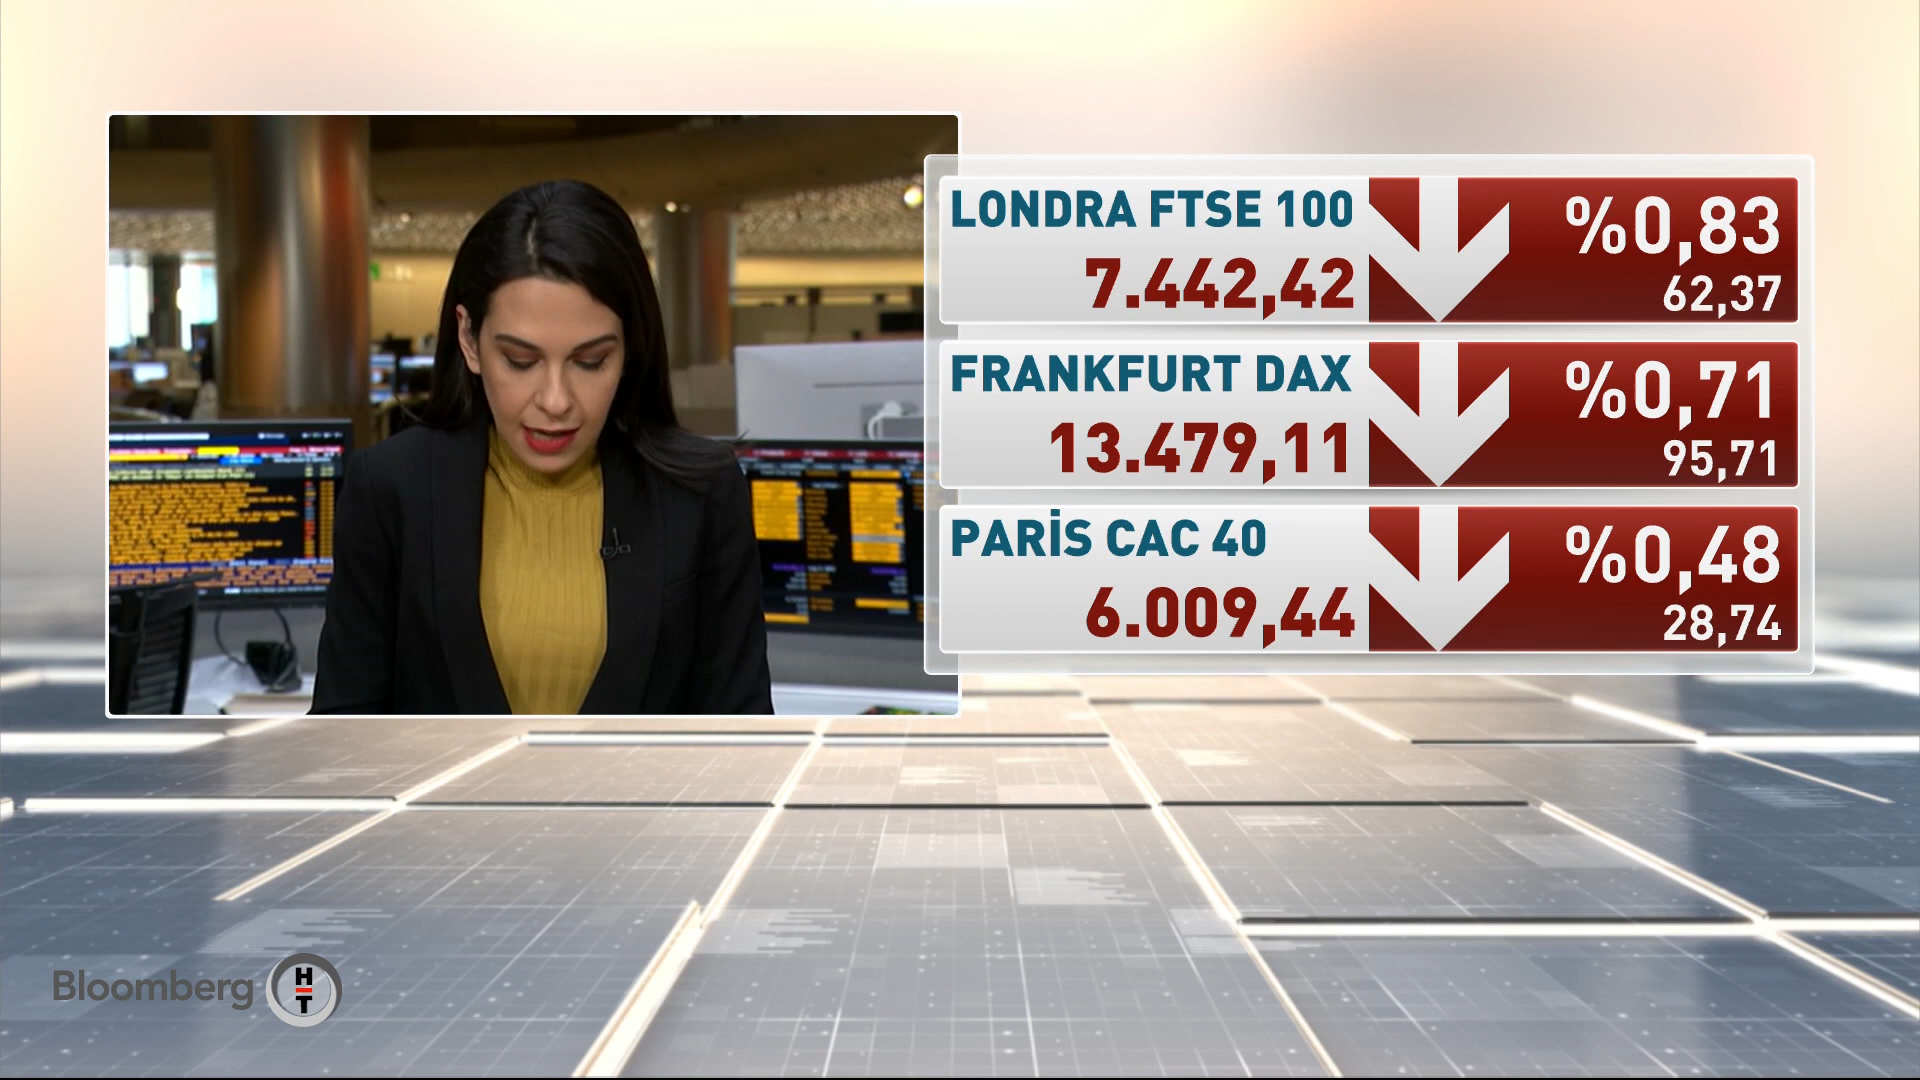 LONDRA FTSE 100
7.442,42
%0,83
62,37
FRANKFURT DAX
13.479,11
%0,71
95,71
PARİS CAC 40
6.009,44
%0,48
28,74
Bloomberg HT